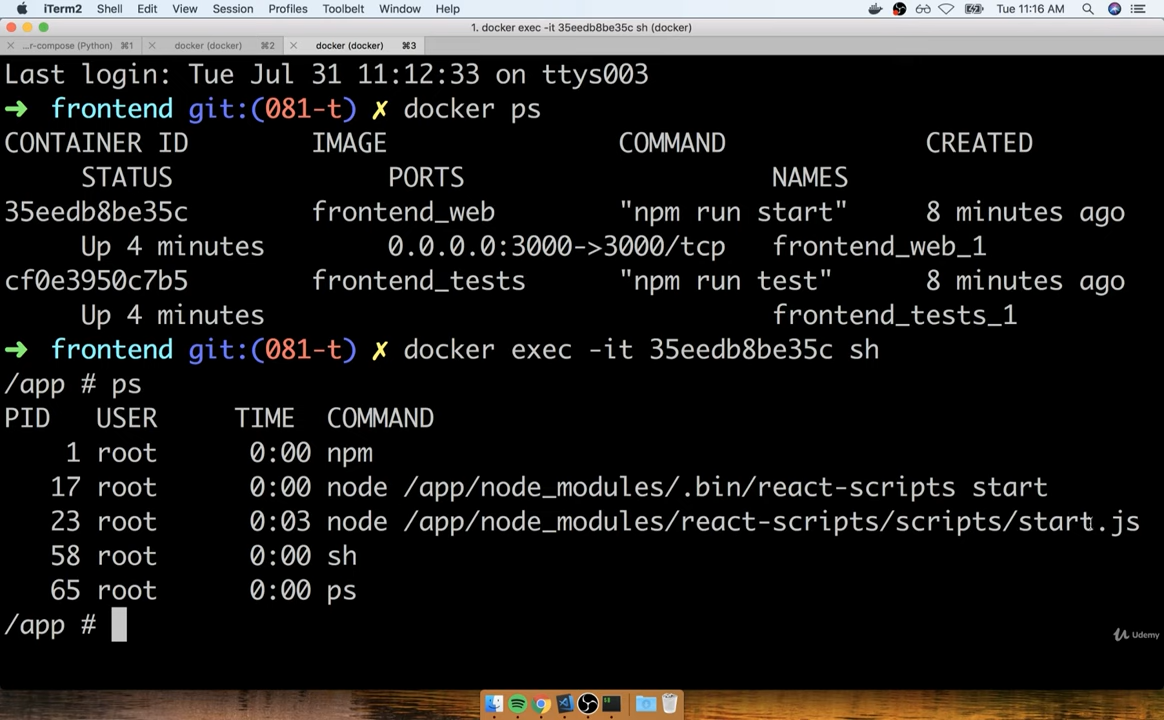 iTerm2 Shell Edit View Session Profiles Toolbelt Window Help Tue 11:16 AM
1. docker exec -it 35eedb8be35c sh (docker)
...r-compose (Python) ⌘1 docker (docker) ⌘2 docker (docker) ⌘3
Last login: Tue Jul 31 11:12:33 on ttys003
➜ frontend git:(081-t) ✗ docker ps
CONTAINER ID IMAGE COMMAND CREATED
STATUS PORTS NAMES
35eedb8be35c frontend_web "npm run start" 8 minutes ago
Up 4 minutes 0.0.0.0:3000->3000/tcp frontend_web_1
cf0e3950c7b5 frontend_tests "npm run test" 8 minutes ago
Up 4 minutes frontend_tests_1
➜ frontend git:(081-t) ✗ docker exec -it 35eedb8be35c sh
/app # ps
PID USER TIME COMMAND
1 root 0:00 npm
17 root 0:00 node /app/node_modules/.bin/react-scripts start
23 root 0:03 node /app/node_modules/react-scripts/scripts/start.js
58 root 0:00 sh
65 root 0:00 ps
/app #
Udemy